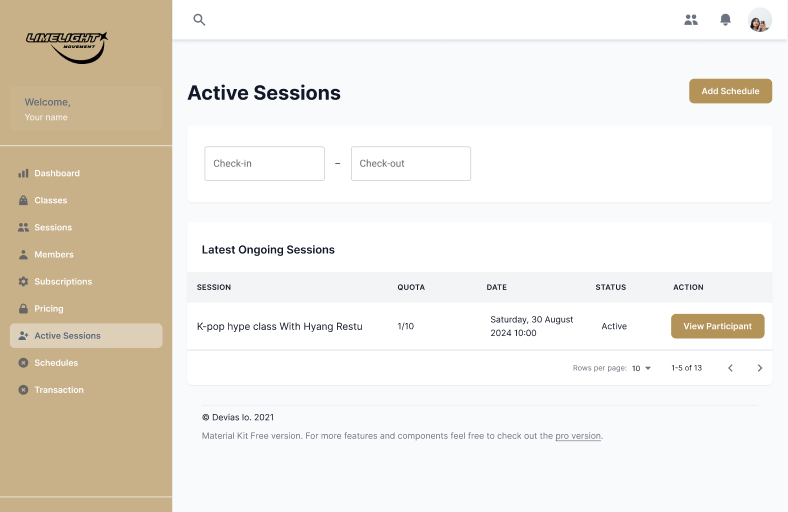 LIMELIGHT
MOVEMENT
Welcome,
Your name
Dashboard
Classes
Sessions
Members
Subscriptions
Pricing
Active Sessions
Schedules
Transaction
Active Sessions
Add Schedule
Check-in – Check-out
Latest Ongoing Sessions
SESSION QUOTA DATE STATUS ACTION
K-pop hype class With Hyang Restu 1/10 Saturday, 30 August Active View Participant
2024 10:00
Rows per page: 10 1-5 of 13
© Devias Io. 2021
Material Kit Free version. For more features and components feel free to check out the pro version.